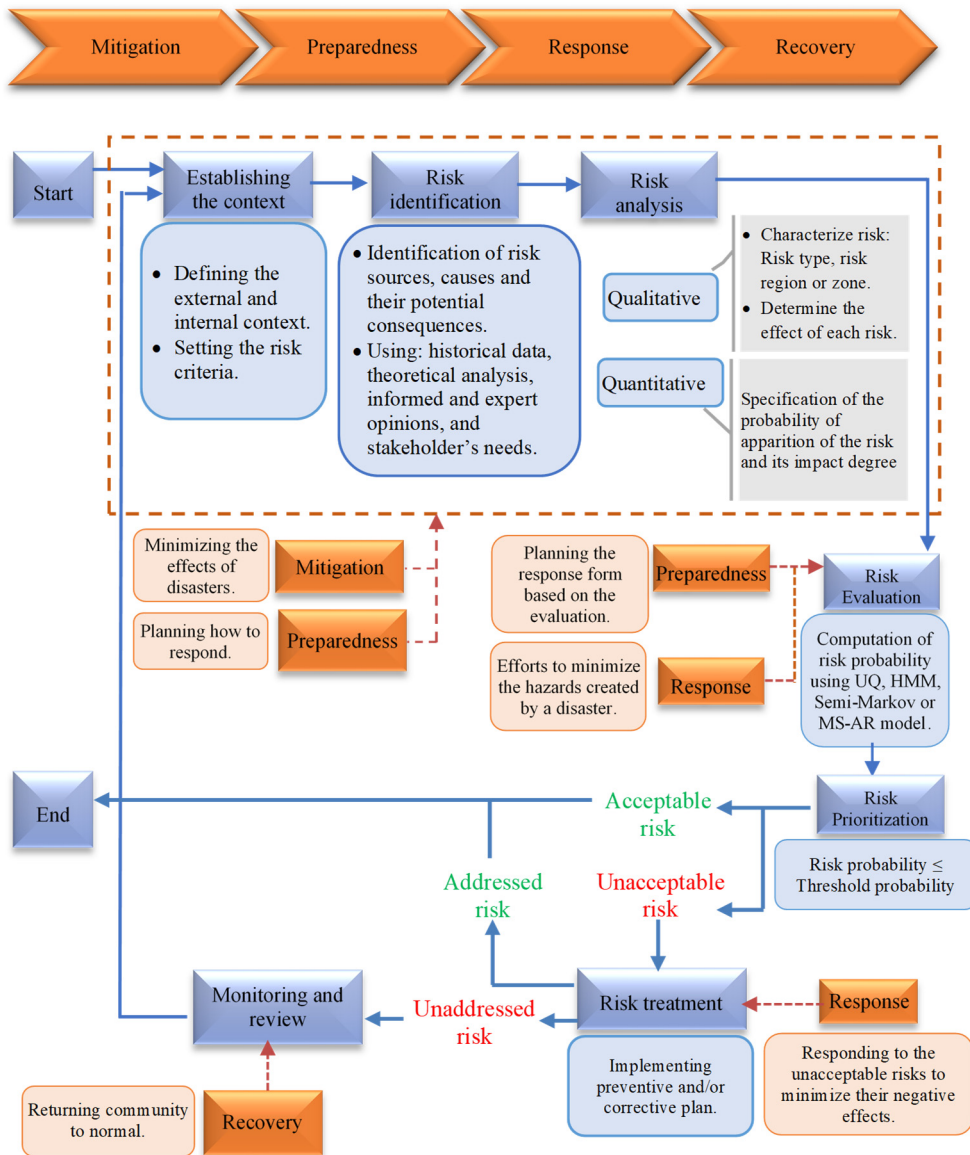 Mitigation
Preparedness
Response
Recovery
Start
Establishing
the context
Risk
identification
Risk
analysis
• Defining the
external and
internal context.
• Setting the risk
criteria.
• Identification of risk
sources, causes and
their potential
consequences.
• Using: historical data,
theoretical analysis,
informed and expert
opinions, and
stakeholder’s needs.
Qualitative
• Characterize risk:
Risk type, risk
region or zone.
• Determine the
effect of each risk.
Quantitative
Specification of the
probability of
apparition of the risk
and its impact degree
Minimizing the
effects of
disasters.
Mitigation
Planning how to
respond.
Preparedness
Planning the
response form
based on the
evaluation.
Preparedness
Efforts to minimize
the hazards created
by a disaster.
Response
Risk
Evaluation
Computation of
risk probability
using UQ, HMM,
Semi-Markov or
MS-AR model.
End
Acceptable
risk
Risk
Prioritization
Risk probability ≤
Threshold probability
Addressed
risk
Unacceptable
risk
Monitoring and
review
Unaddressed
risk
Risk treatment
Response
Implementing
preventive and/or
corrective plan.
Responding to the
unacceptable risks to
minimize their negative
effects.
Returning community
to normal.
Recovery